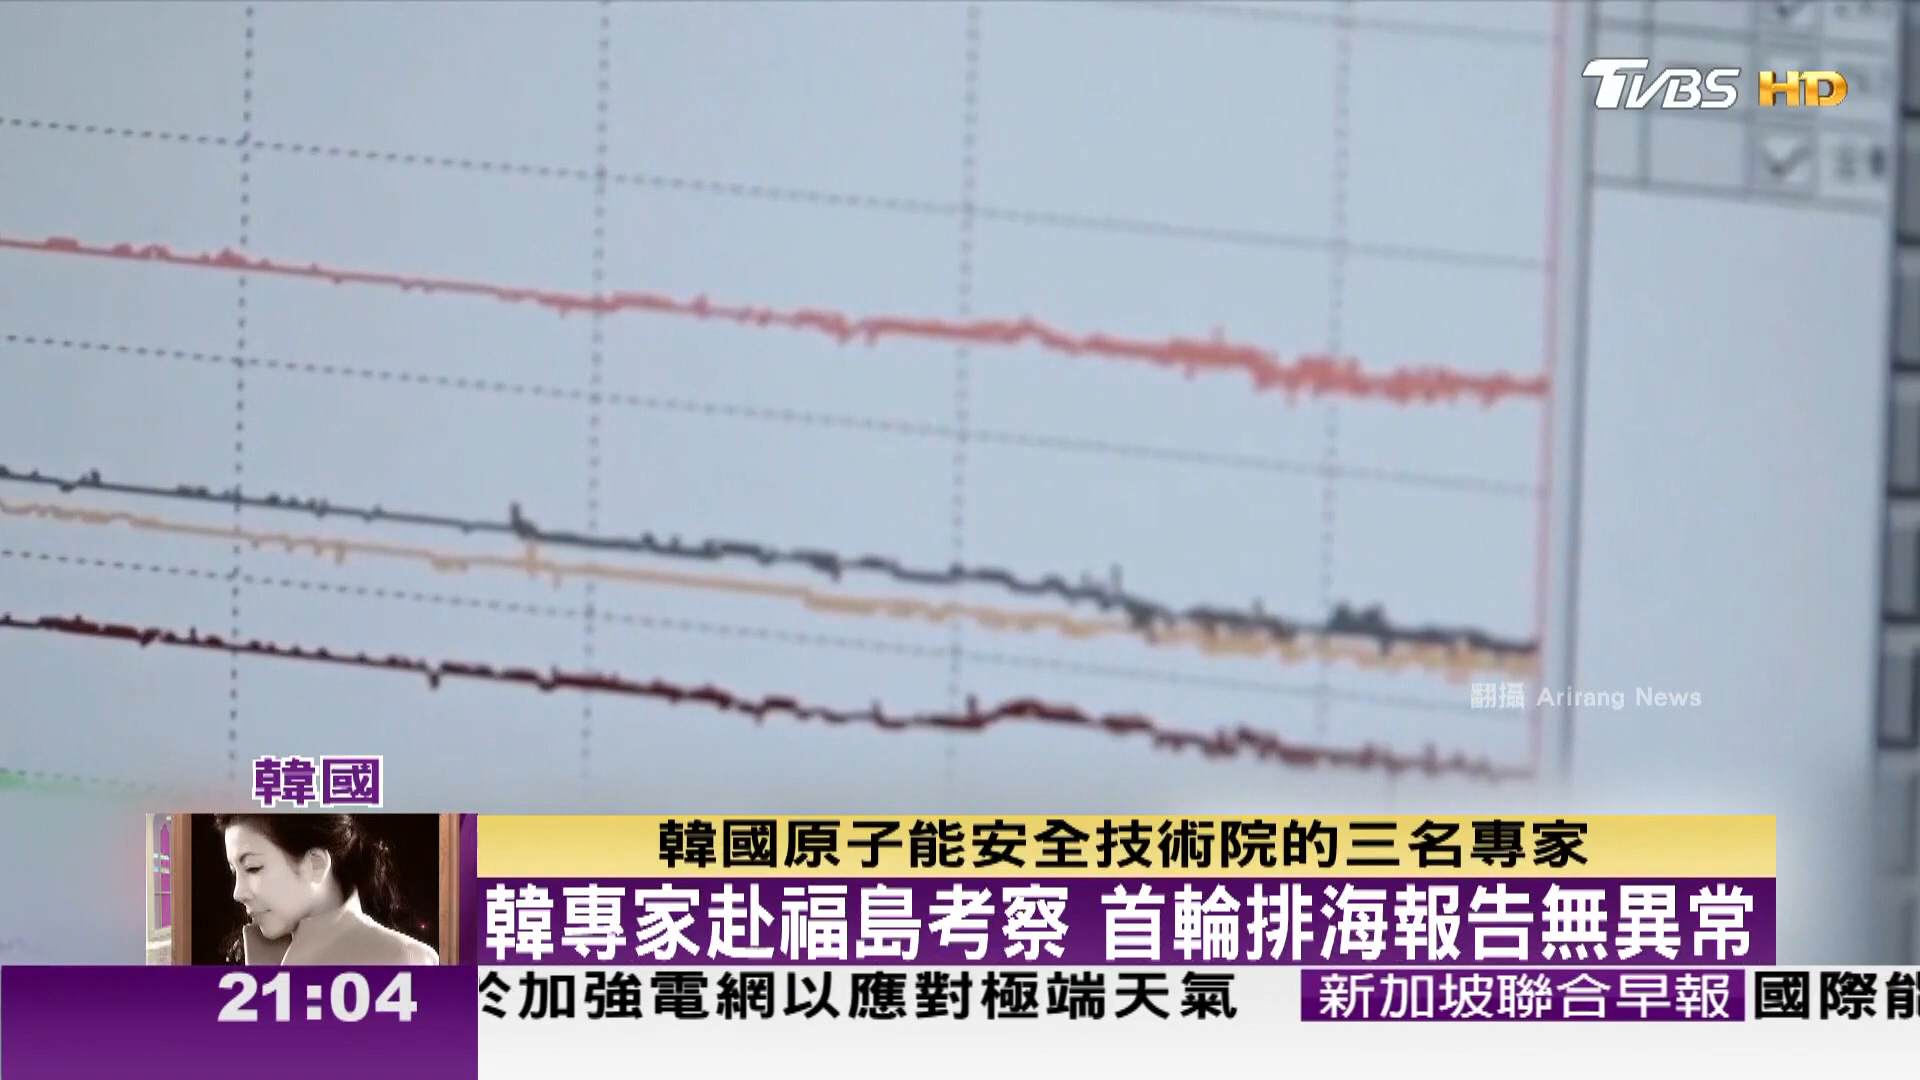 TVBS HD
翻攝 Arirang News
韓國
韓國原子能安全技術院的三名專家
韓專家赴福島考察 首輪排海報告無異常
21:04
加強電網以應對極端天氣 新加坡聯合早報 國際